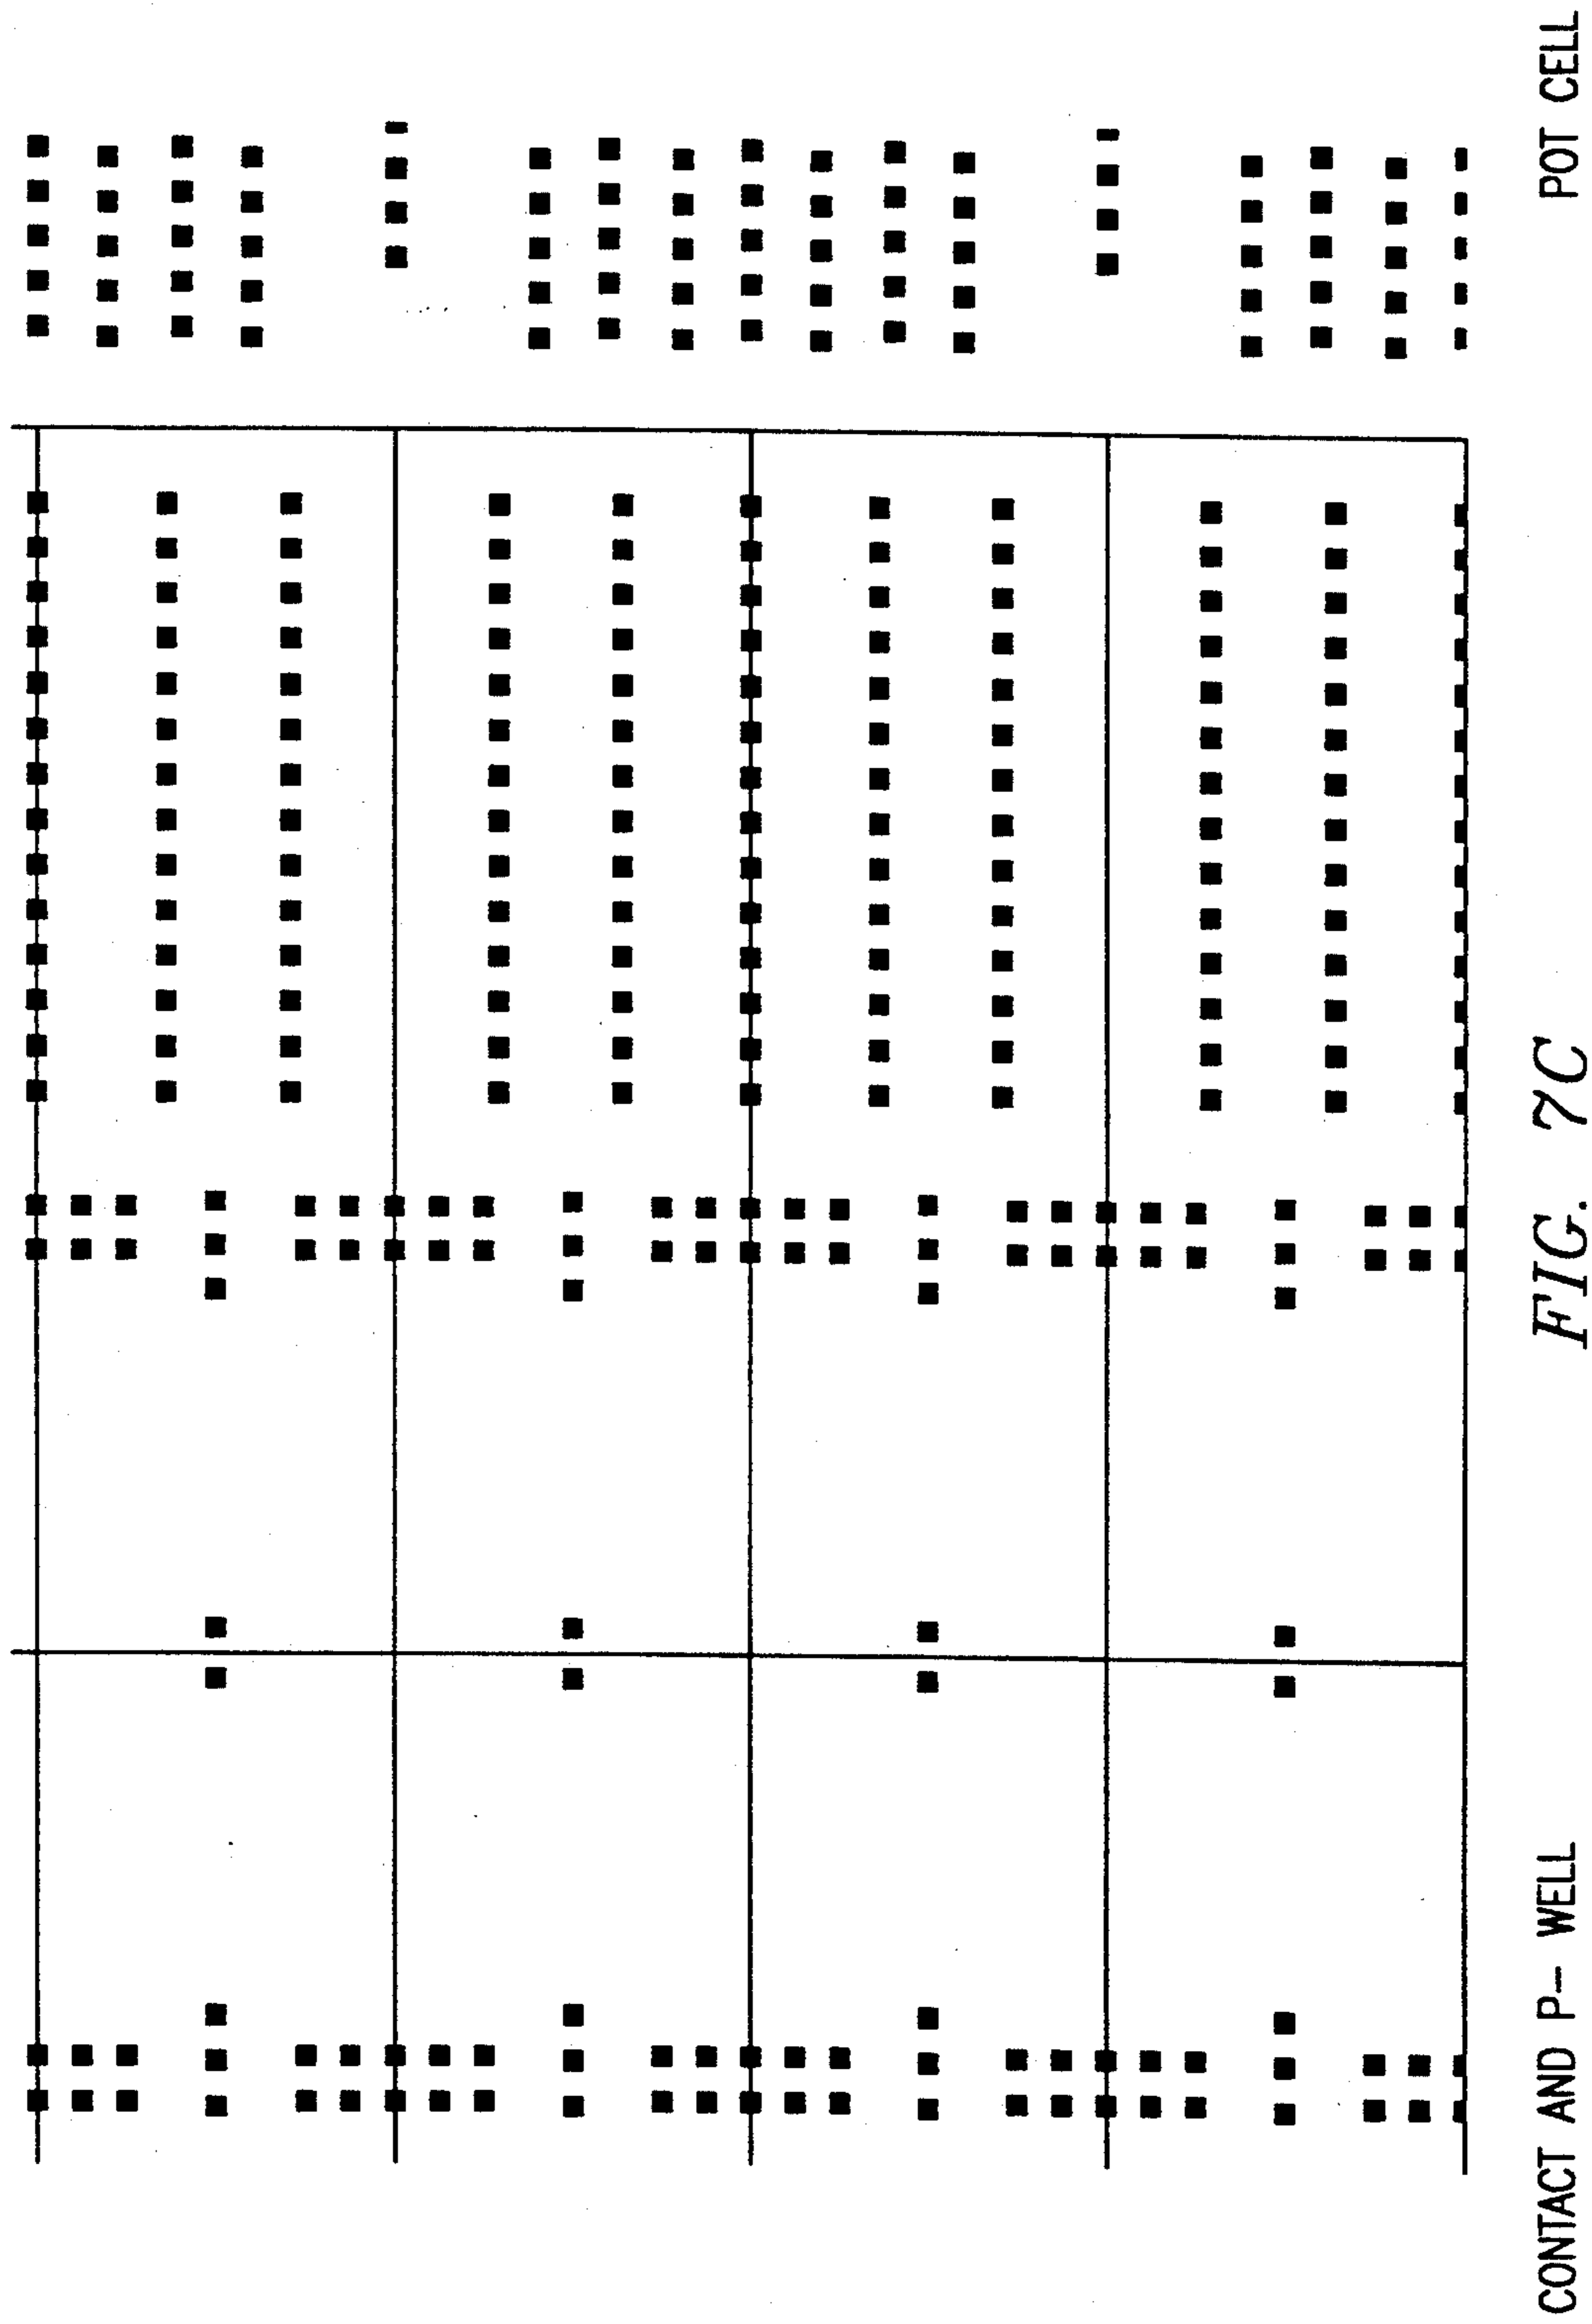 CONTACT AND P- WELL
FIG. 7C
POT CELL